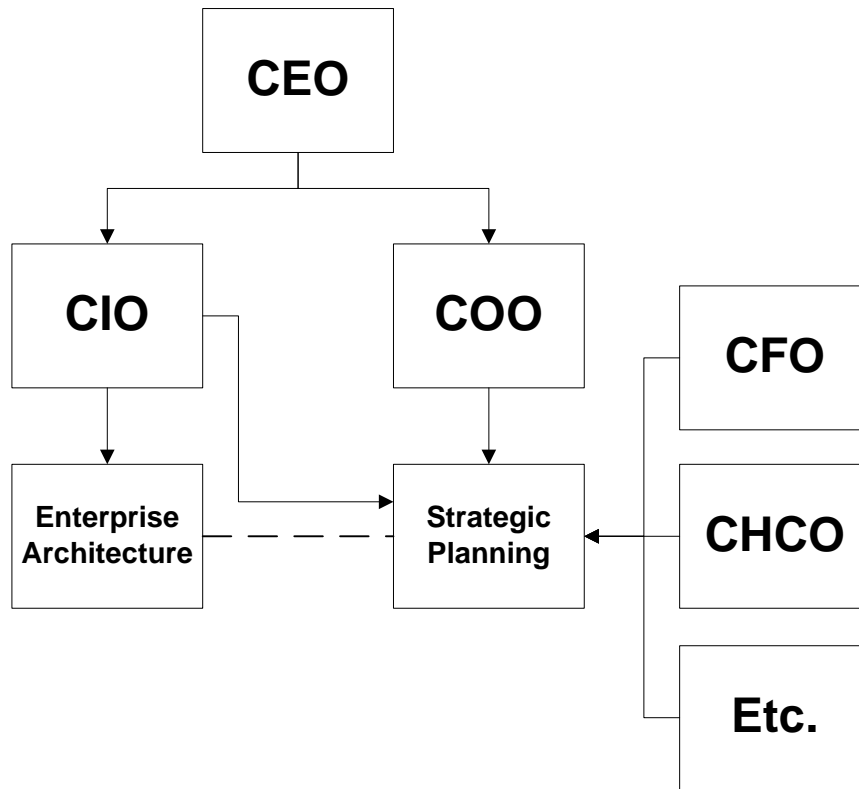 CEO
CIO
COO
CFO
Enterprise
Architecture
Strategic
Planning
CHCO
Etc.